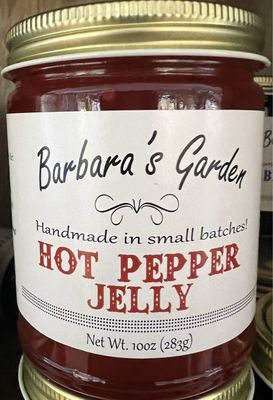 Barbara's Garden
Handmade in small batches!
HOT PEPPER
JELLY
Net Wt. 10oz (283g)